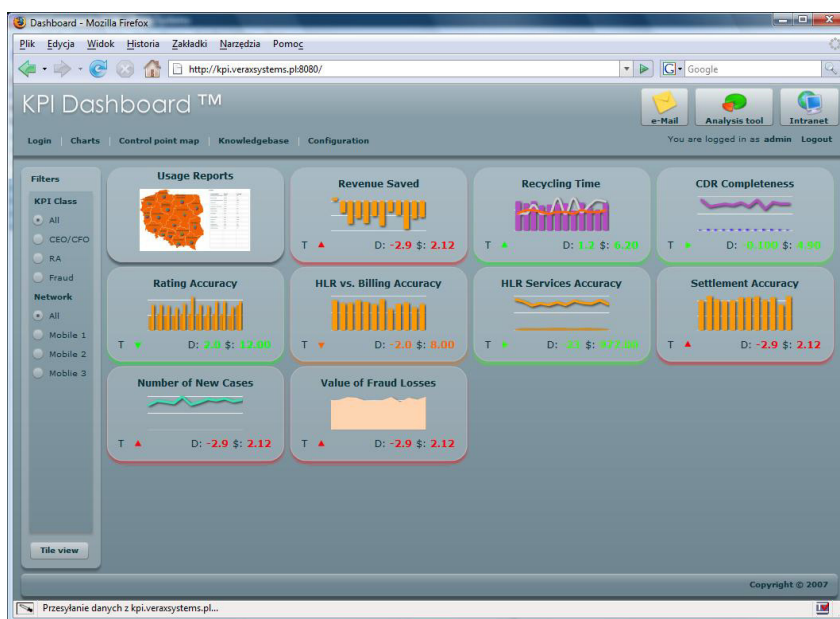 Dashboard - Mozilla Firefox
Plik Edycja Widok Historia Zakładki Narzędzia Pomoc
http://kpi.veraxsystems.pl:8080/
G Google
KPI Dashboard ™
e-Mail Analysis tool Intranet
Login | Charts | Control point map | Knowledgebase | Configuration
You are logged in as admin Logout
Filters
KPI Class
All
CEO/CFO
RA
Fraud
Network
All
Mobile 1
Mobile 2
Moblie 3
Tile view
Usage Reports
Revenue Saved
T D: -2.9 $: 2.12
Recycling Time
T D: 1.2 $: 6.20
CDR Completeness
T D: -0.100 $: 4.90
Rating Accuracy
T D: 2.0 $: 12.00
HLR vs. Billing Accuracy
T D: -2.0 $: 8.00
HLR Services Accuracy
T D: $:
Settlement Accuracy
T D: -2.9 $: 2.12
Number of New Cases
T D: -2.9 $: 2.12
Value of Fraud Losses
T D: -2.9 $: 2.12
Copyright © 2007
Przesyłanie danych z kpi.veraxsystems.pl...